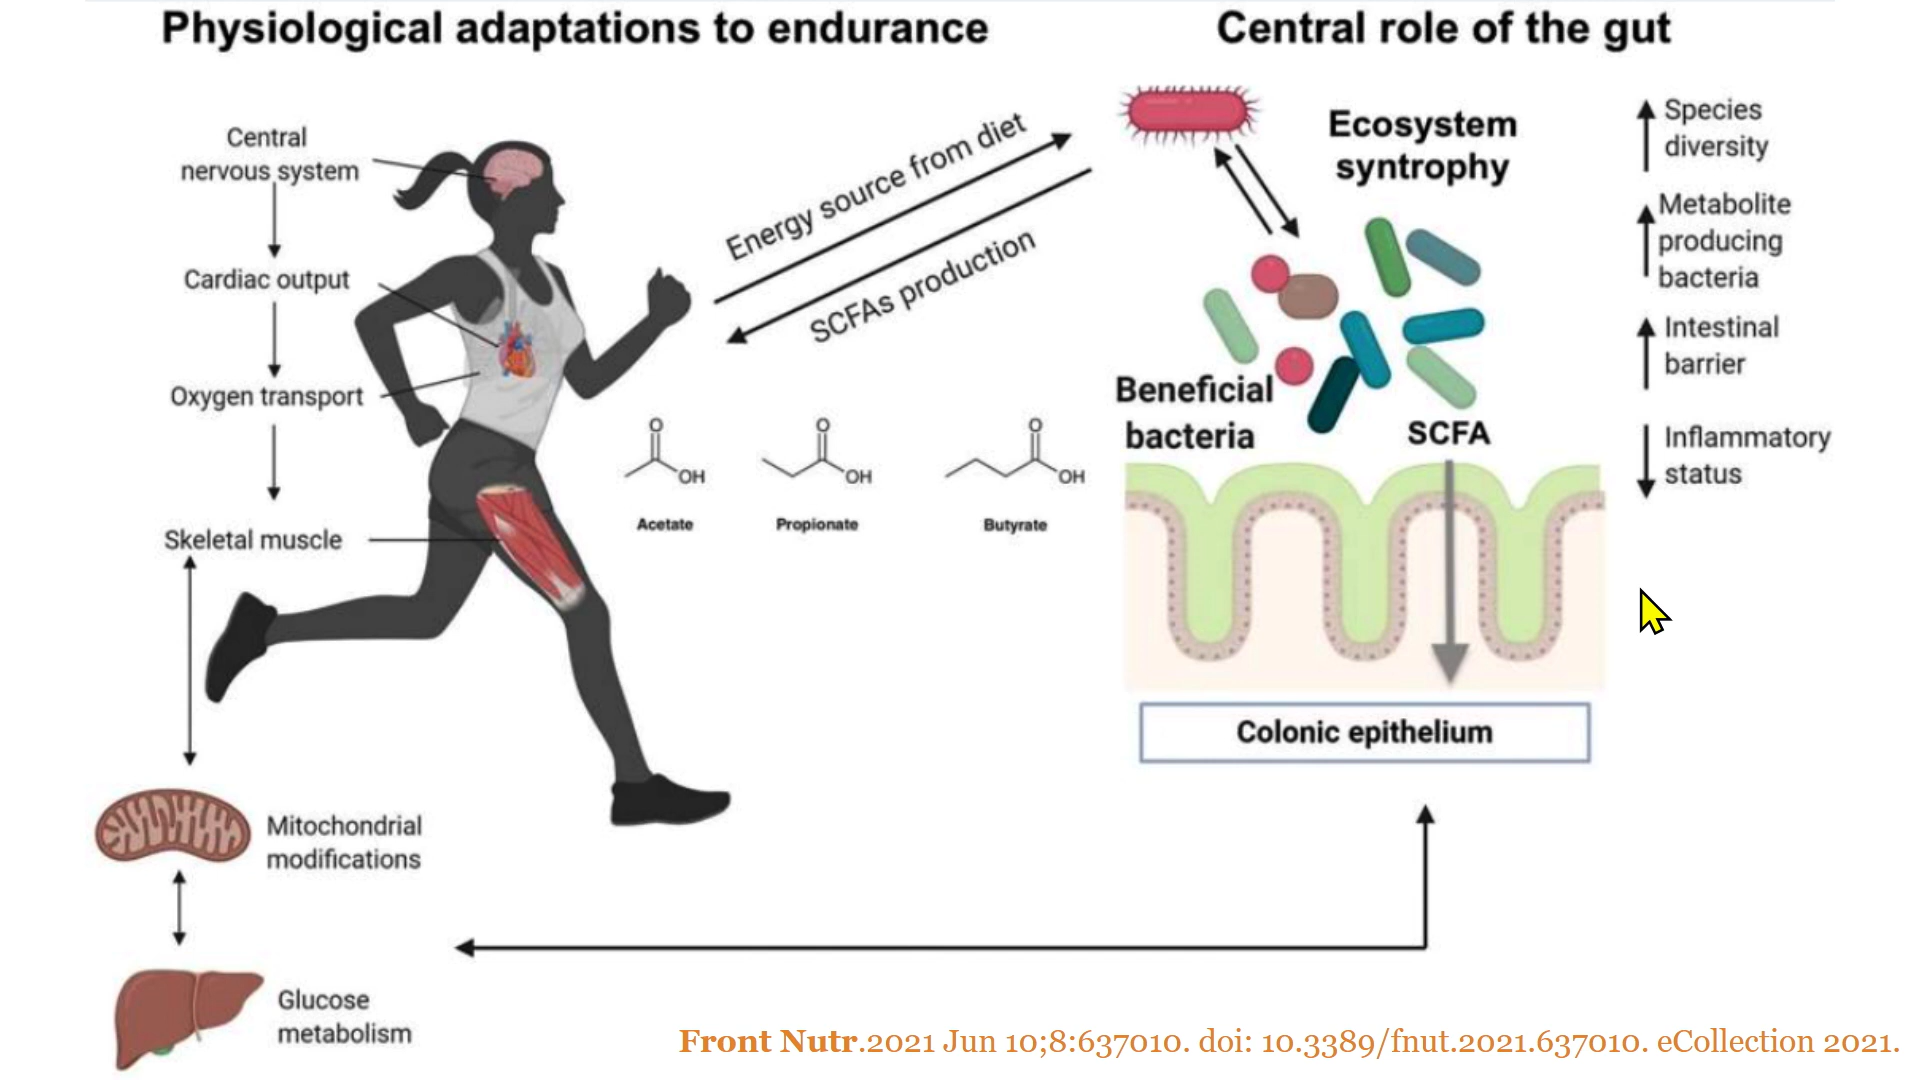 Physiological adaptations to endurance
Central role of the gut
Central
nervous system
Cardiac output
Oxygen transport
Skeletal muscle
Mitochondrial
modifications
Glucose
metabolism
Energy source from diet
SCFAs production
O
OH
Acetate
O
OH
Propionate
O
OH
Butyrate
Ecosystem
syntrophy
Beneficial
bacteria
SCFA
Colonic epithelium
Species
diversity
Metabolite
producing
bacteria
Intestinal
barrier
Inflammatory
status
Front Nutr.2021 Jun 10;8:637010. doi: 10.3389/fnut.2021.637010. eCollection 2021.